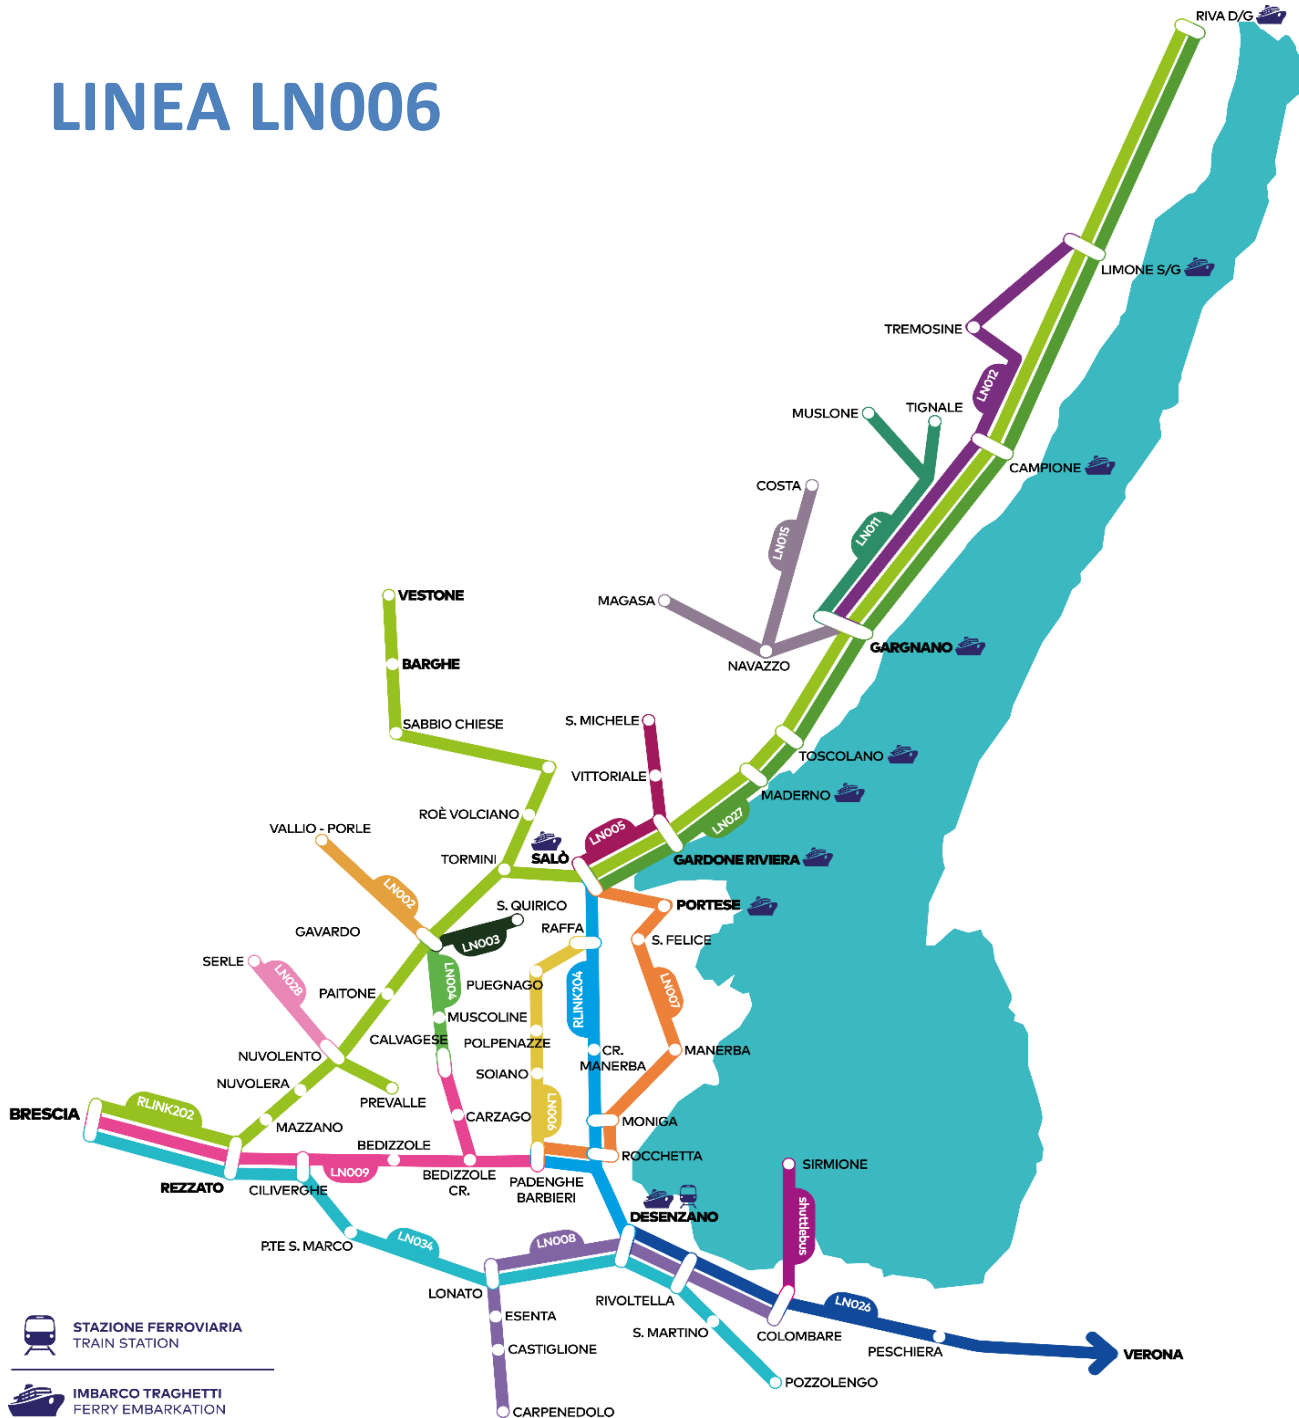 RIVA D/G
LINEA LN006
LIMONE S/G
TREMOSINE
LN012
MUSLONE
TIGNALE
CAMPIONE
COSTA
LN011
LN015
VESTONE
MAGASA
GARGNANO
BARGHE
NAVAZZO
SABBIO CHIESE
S. MICHELE
TOSCOLANO
VITTORIALE
MADERNO
ROÈ VOLCIANO
LN027
VALLIO - PORLE
LN005
TORMINI
SALÒ
GARDONE RIVIERA
LN002
S. QUIRICO
PORTESE
GAVARDO
LN003
RAFFA
S. FELICE
SERLE
LN028
LN004
PUEGNAGO
RLINK204
LN007
PAITONE
MUSCOLINE
CALVAGESE
POLPENAZZE
CR.
MANERBA
MANERBA
NUVOLENTO
SOIANO
NUVOLERA
PREVALLE
LN006
BRESCIA
RLINK202
MAZZANO
CARZAGO
MONIGA
BEDIZZOLE
ROCCHETTA
SIRMIONE
REZZATO
CILIVERGHE
LN009
BEDIZZOLE
CR.
PADENGHE
BARBIERI
DESENZANO
shuttlebus
P.TE S. MARCO
LN034
LN008
LONATO
RIVOLTELLA
LN026
ESENTA
S. MARTINO
COLOMBARE
CASTIGLIONE
PESCHIERA
VERONA
POZZOLENGO
CARPENEDOLO
STAZIONE FERROVIARIA
TRAIN STATION
IMBARCO TRAGHETTI
FERRY EMBARKATION